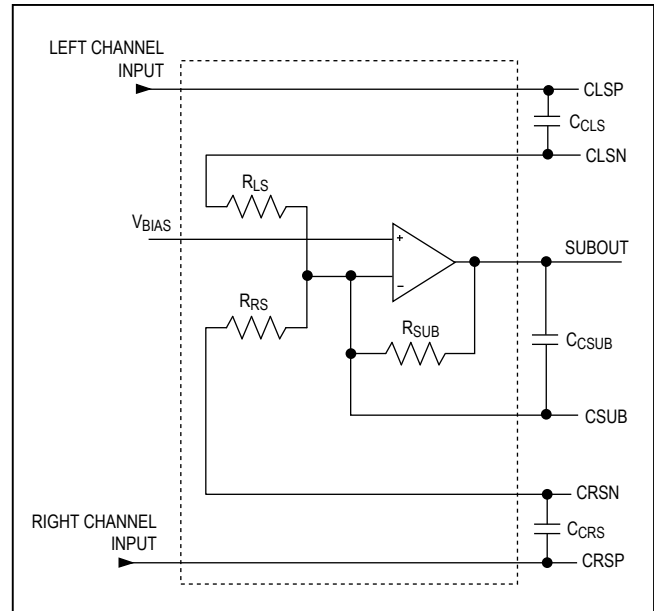 LEFT CHANNEL
INPUT
CLSP
CCLS
CLSN
RLS
VBIAS
+
SUBOUT
−
RRS
RSUB
CCSUB
CSUB
CRSN
RIGHT CHANNEL
INPUT
CCRS
CRSP